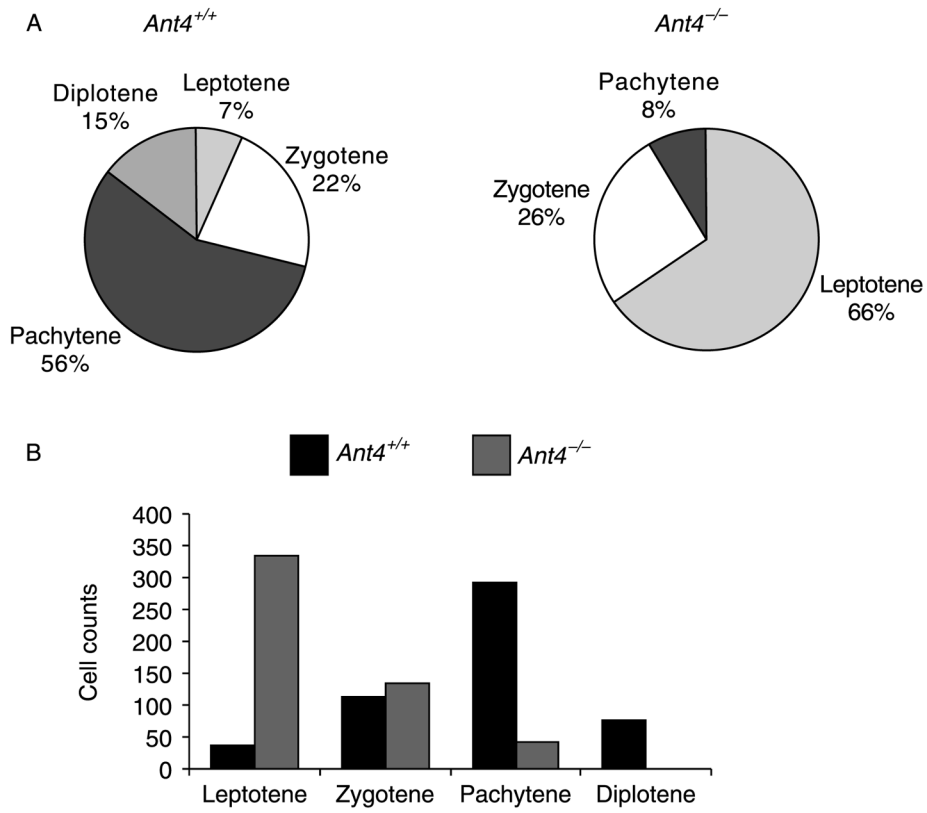 A
Ant4+/+
Ant4−/−
Leptotene
7%
Diplotene
15%
Zygotene
22%
Pachytene
56%
Pachytene
8%
Zygotene
26%
Leptotene
66%
B
Ant4+/+
Ant4−/−
Cell counts
400
350
300
250
200
150
100
50
0
Leptotene
Zygotene
Pachytene
Diplotene